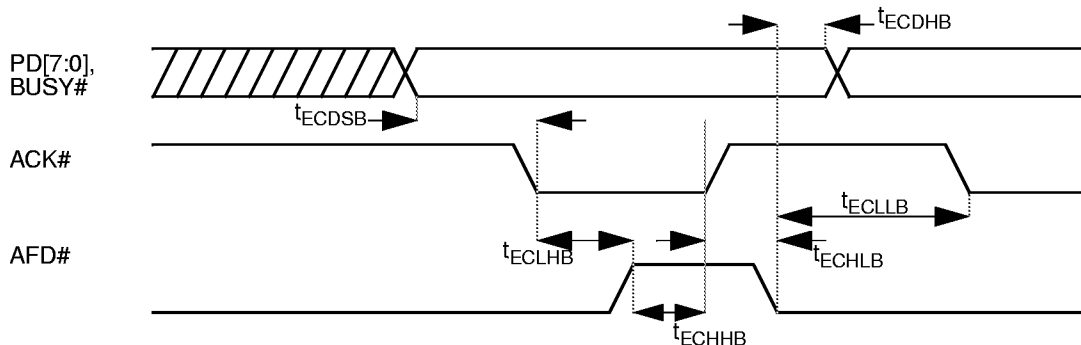 tECDHB
PD[7:0],
BUSY#
tECDSB
ACK#
tECLLB
AFD#
tECLHB
tECHLB
tECHHB